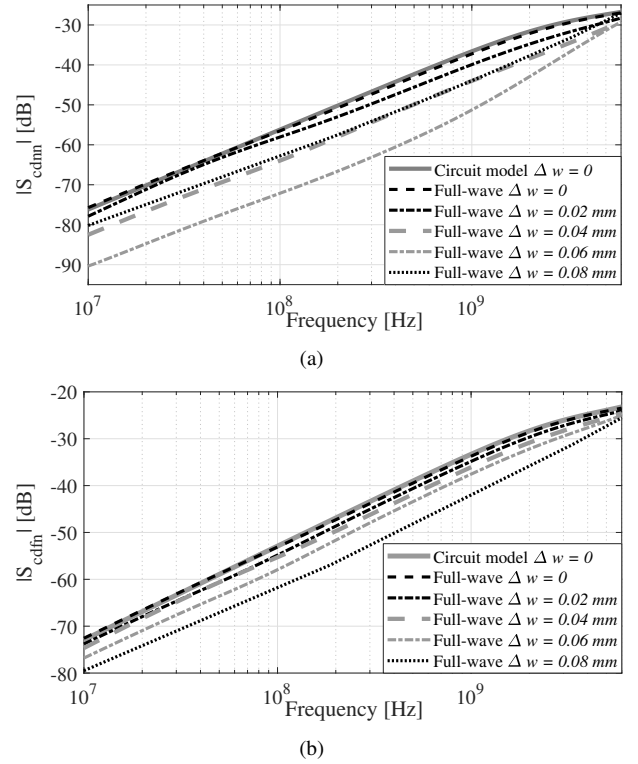 -30
-40
-50
-60
-70
-80
-90
|S_cdnn| [dB]
10^7
10^8
10^9
Frequency [Hz]
Circuit model Δ w = 0
Full-wave Δ w = 0
Full-wave Δ w = 0.02 mm
Full-wave Δ w = 0.04 mm
Full-wave Δ w = 0.06 mm
Full-wave Δ w = 0.08 mm
(a)
-20
-30
-40
-50
-60
-70
-80
|S_cdfn| [dB]
10^7
10^8
10^9
Frequency [Hz]
Circuit model Δ w = 0
Full-wave Δ w = 0
Full-wave Δ w = 0.02 mm
Full-wave Δ w = 0.04 mm
Full-wave Δ w = 0.06 mm
Full-wave Δ w = 0.08 mm
(b)